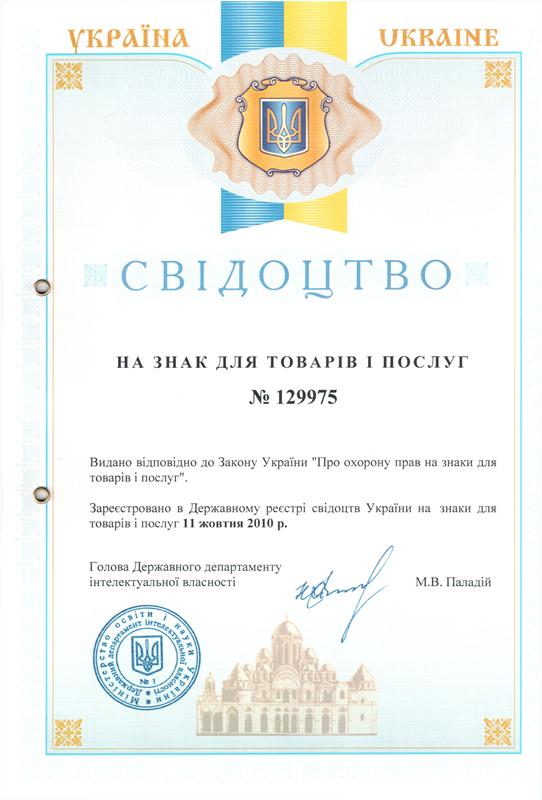 УКРАЇНА UKRAINE
СВІДОЦТВО
НА ЗНАК ДЛЯ ТОВАРІВ І ПОСЛУГ
№ 129975
Видано відповідно до Закону України "Про охорону прав на знаки для
товарів і послуг".
Зареєстровано в Державному реєстрі свідоцтв України на знаки для
товарів і послуг 11 жовтня 2010 р.
Голова Державного департаменту
інтелектуальної власності М.В. Паладій
Міністерство освіти і науки України
Державний департамент інтелектуальної власності
№ 1